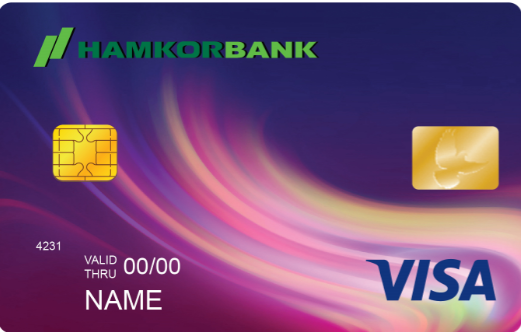 HAMKORBANK
4231
VALID THRU 00/00
NAME
VISA